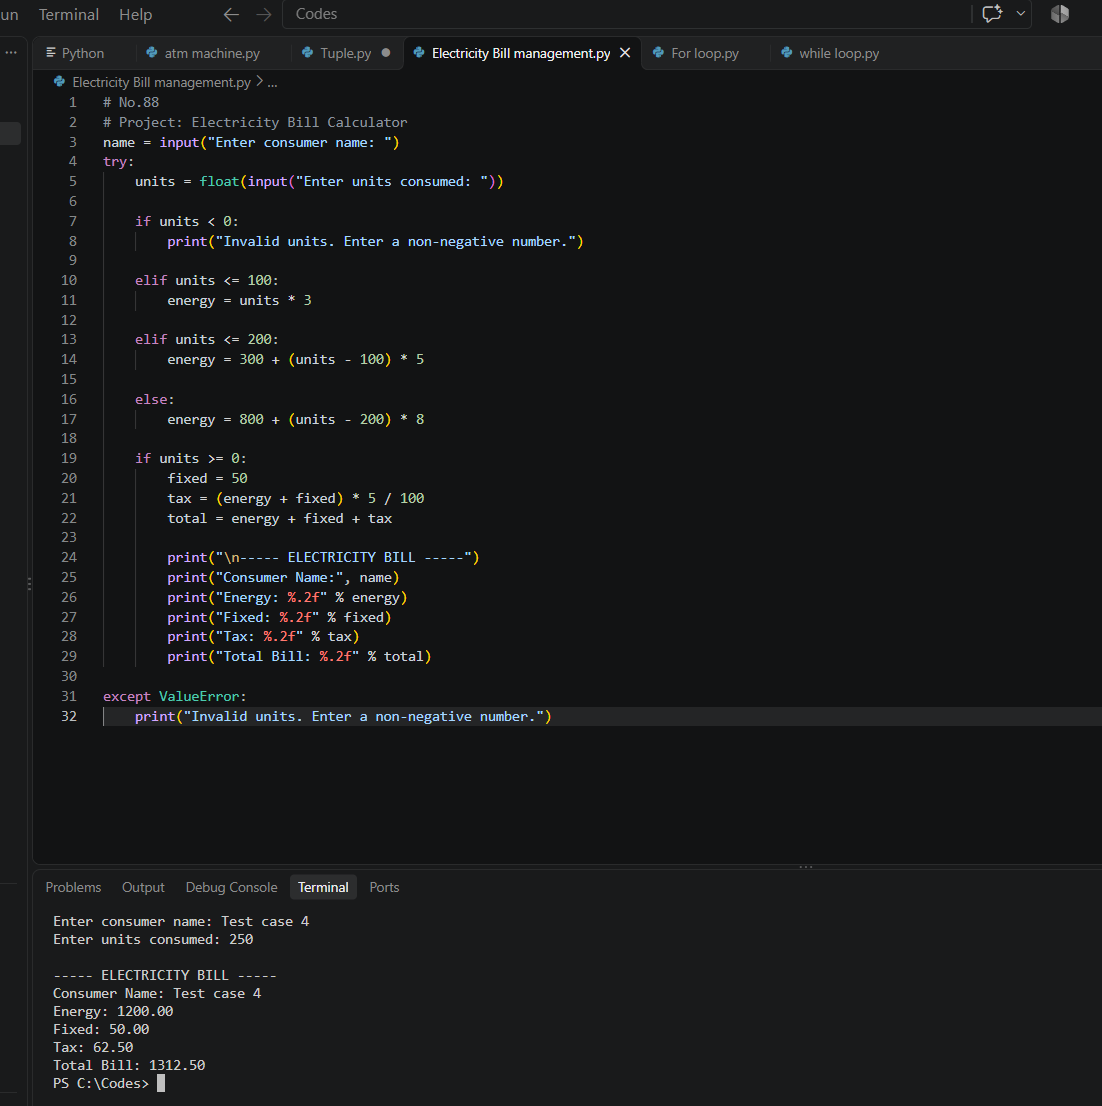 un Terminal Help Codes
Python atm machine.py Tuple.py Electricity Bill management.py For loop.py while loop.py
Electricity Bill management.py > ...
1 # No.88
2 # Project: Electricity Bill Calculator
3 name = input("Enter consumer name: ")
4 try:
5     units = float(input("Enter units consumed: "))
6
7     if units < 0:
8         print("Invalid units. Enter a non-negative number.")
9
10     elif units <= 100:
11         energy = units * 3
12
13     elif units <= 200:
14         energy = 300 + (units - 100) * 5
15
16     else:
17         energy = 800 + (units - 200) * 8
18
19     if units >= 0:
20         fixed = 50
21         tax = (energy + fixed) * 5 / 100
22         total = energy + fixed + tax
23
24         print("\n----- ELECTRICITY BILL -----")
25         print("Consumer Name:", name)
26         print("Energy: %.2f" % energy)
27         print("Fixed: %.2f" % fixed)
28         print("Tax: %.2f" % tax)
29         print("Total Bill: %.2f" % total)
30
31 except ValueError:
32     print("Invalid units. Enter a non-negative number.")
Problems Output Debug Console Terminal Ports
Enter consumer name: Test case 4
Enter units consumed: 250
----- ELECTRICITY BILL -----
Consumer Name: Test case 4
Energy: 1200.00
Fixed: 50.00
Tax: 62.50
Total Bill: 1312.50
PS C:\Codes>